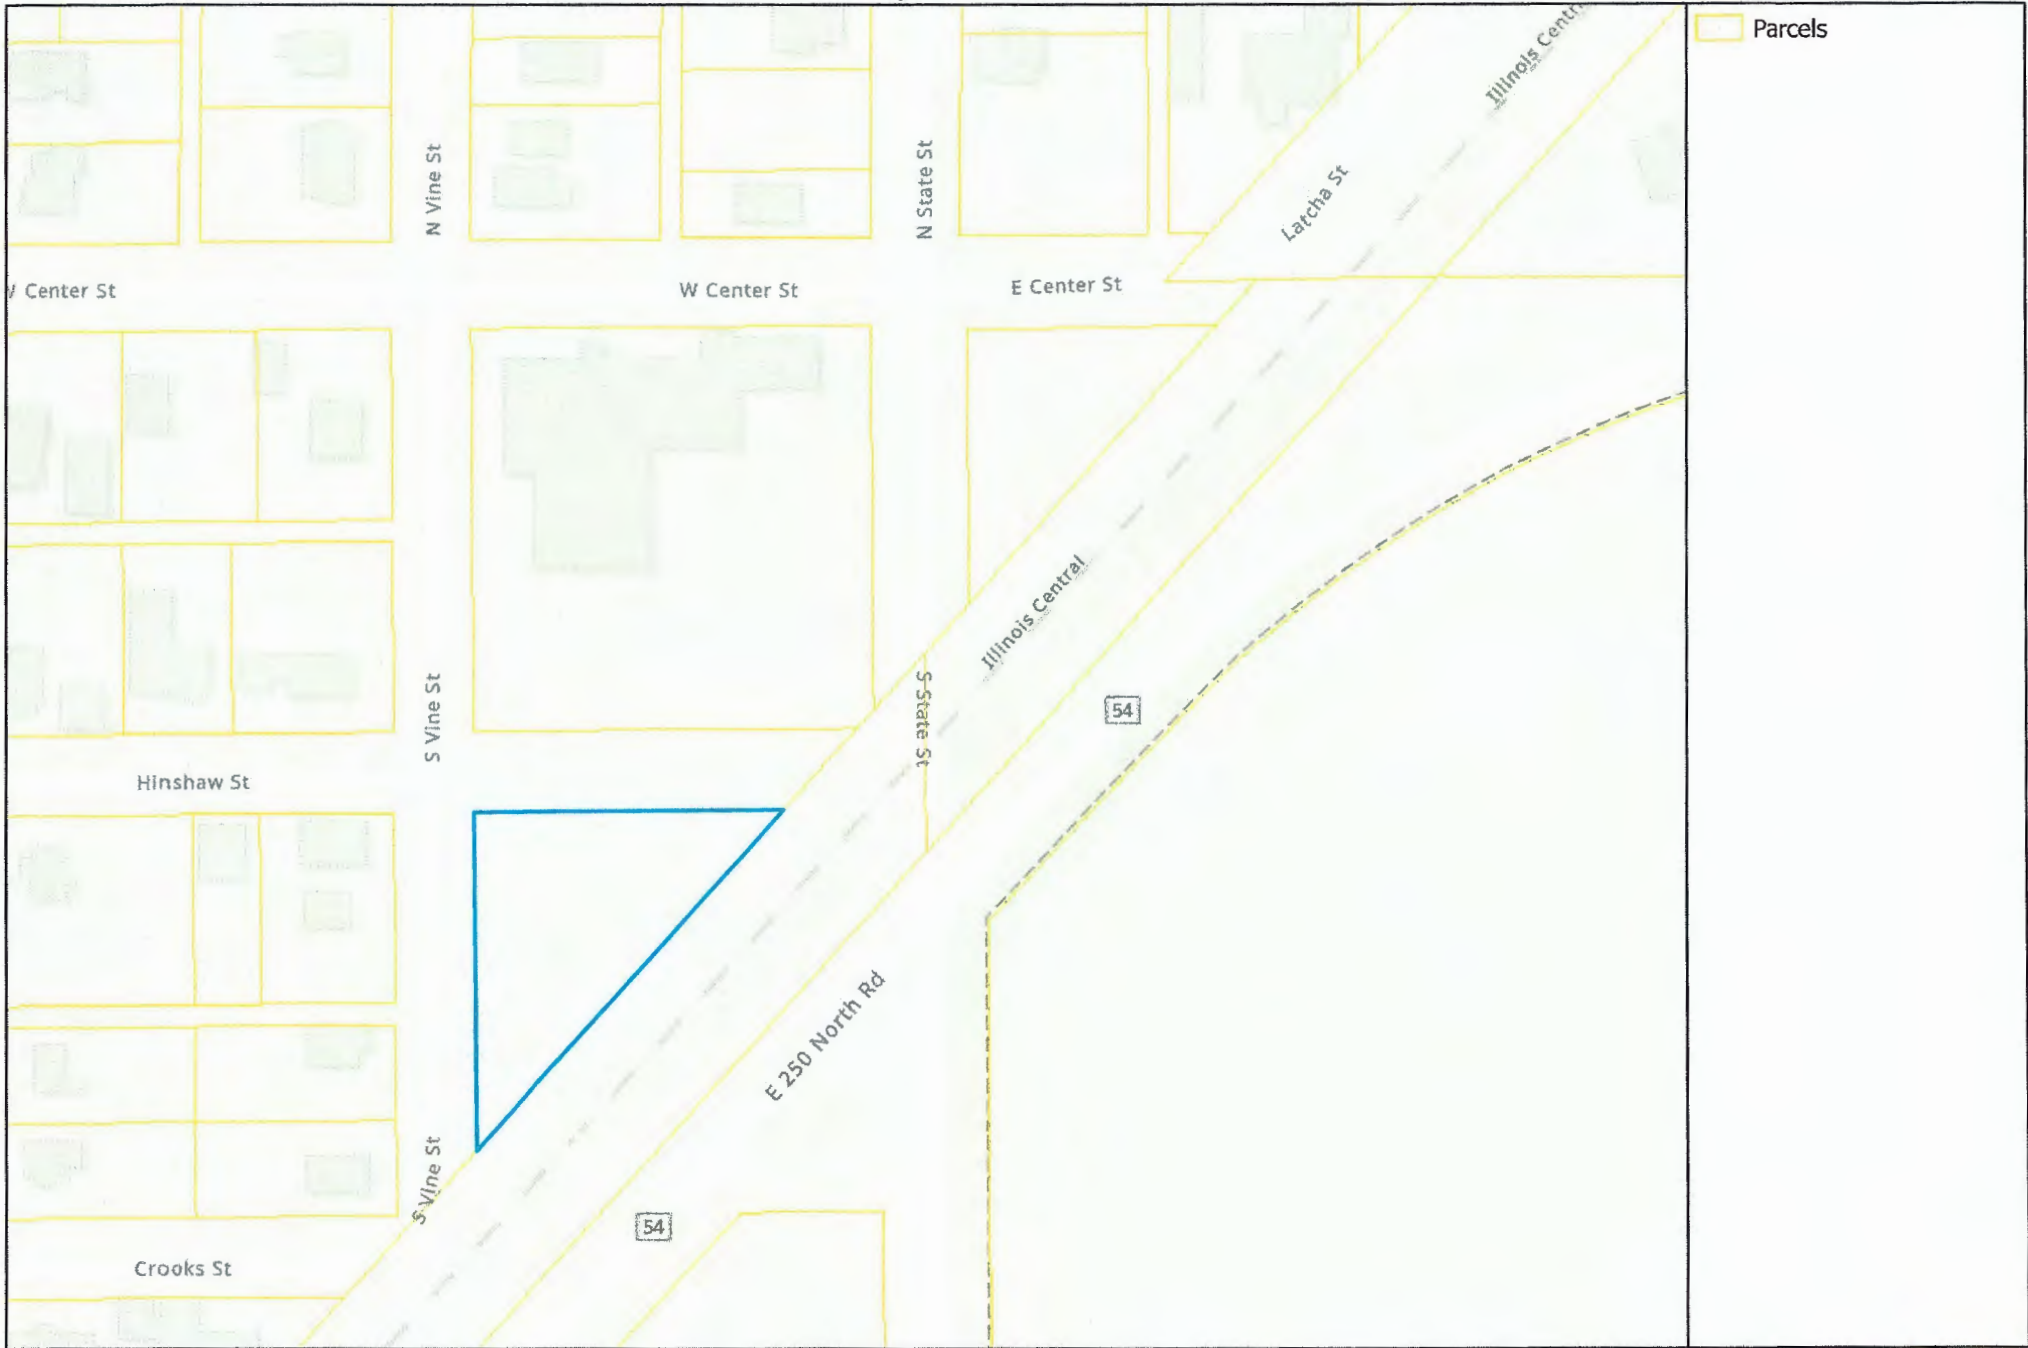 Illinois Centr
Parcels
N Vine St
N State St
Latcha St
Center St
W Center St
E Center St
Illinois Central
S Vine St
S State St
54
Hinshaw St
E 250 North Rd
S Vine St
54
Crooks St